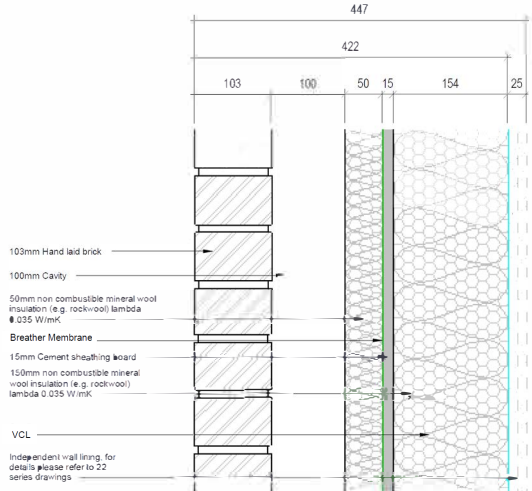 447
422
103 100 50 15 154 25
103mm Hand laid brick
100mm Cavity
50mm non combustible mineral wool
insulation (e.g. rockwool) lambda
0.035 W/mK
Breather Membrane
15mm Cement sheathing board
150mm non combustible mineral
wool insulation (e.g. rockwool)
lambda 0.035 W/mK
VCL
Independent wall lining, for
details please refer to 22
series drawings